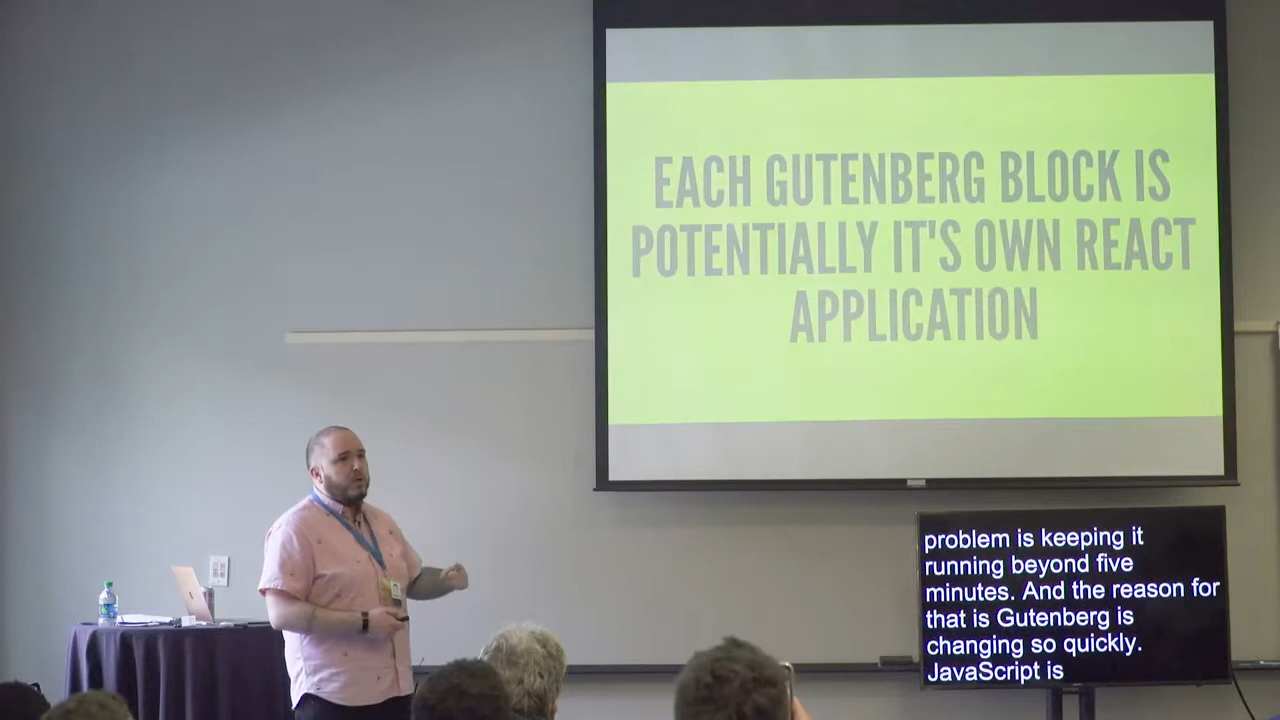 EACH GUTENBERG BLOCK IS
POTENTIALLY IT'S OWN REACT
APPLICATION
problem is keeping it
running beyond five
minutes. And the reason for
that is Gutenberg is
changing so quickly.
JavaScript is